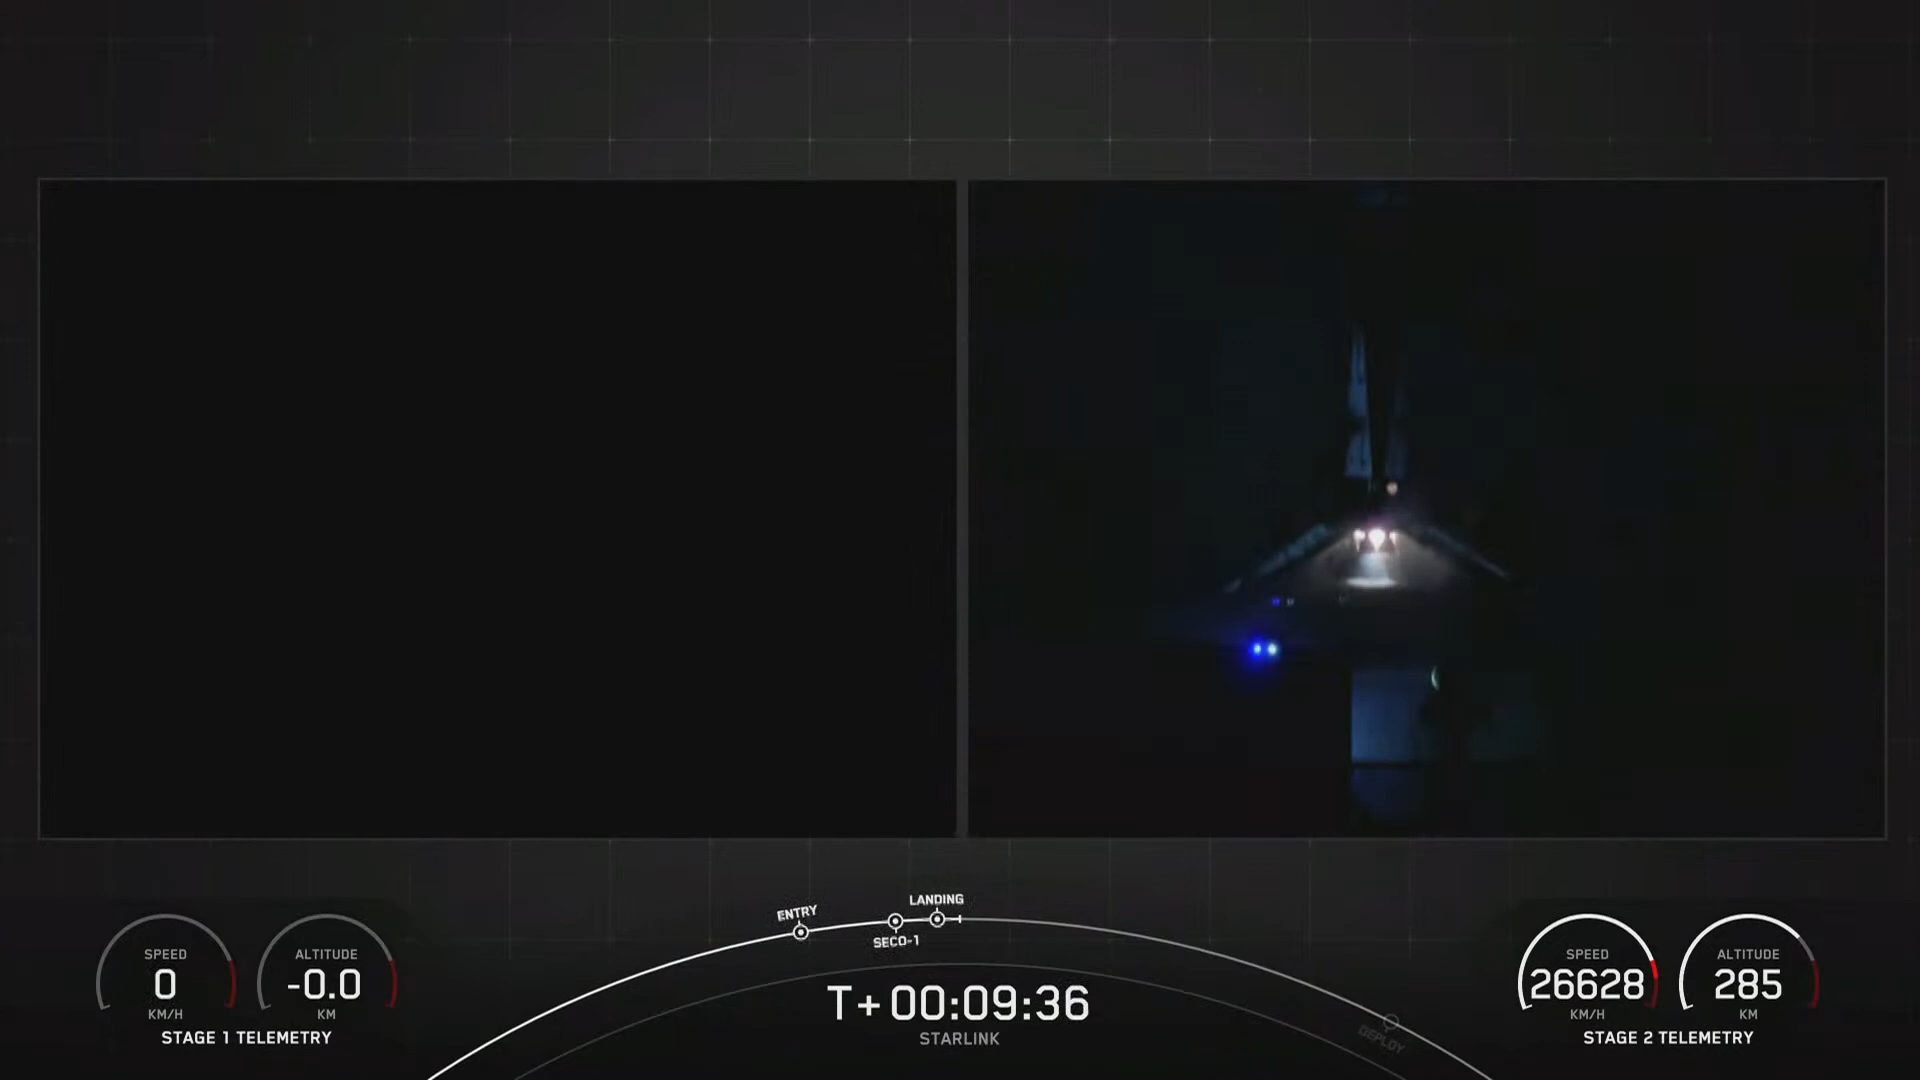 ENTRY
LANDING
SECO-1
SPEED
0
KM/H
ALTITUDE
-0.0
KM
STAGE 1 TELEMETRY
T+00:09:36
STARLINK
DEPLOY
SPEED
26628
KM/H
ALTITUDE
285
KM
STAGE 2 TELEMETRY